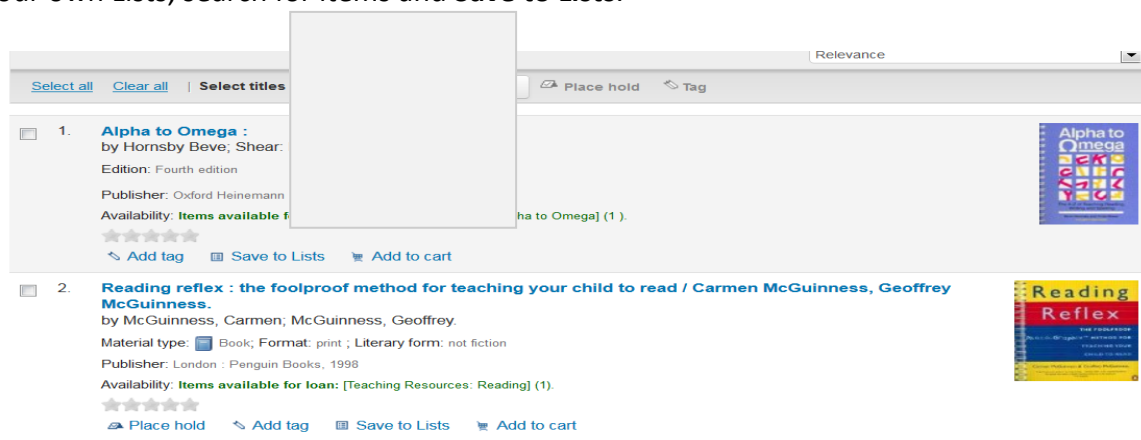 our own Lists, search for items and Save to Lists.
Relevance
Select all Clear all | Select titles Place hold Tag
1. Alpha to Omega :
by Hornsby Beve; Shear:
Edition: Fourth edition
Publisher: Oxford Heinemann
Availability: Items available f ha to Omega] (1 ).
Add tag Save to Lists Add to cart
Alpha to
Omega
2. Reading reflex : the foolproof method for teaching your child to read / Carmen McGuinness, Geoffrey
McGuinness.
by McGuinness, Carmen; McGuinness, Geoffrey.
Material type: Book; Format: print ; Literary form: not fiction
Publisher: London : Penguin Books, 1998
Availability: Items available for loan: [Teaching Resources: Reading] (1).
Place hold Add tag Save to Lists Add to cart
Reading
Reflex